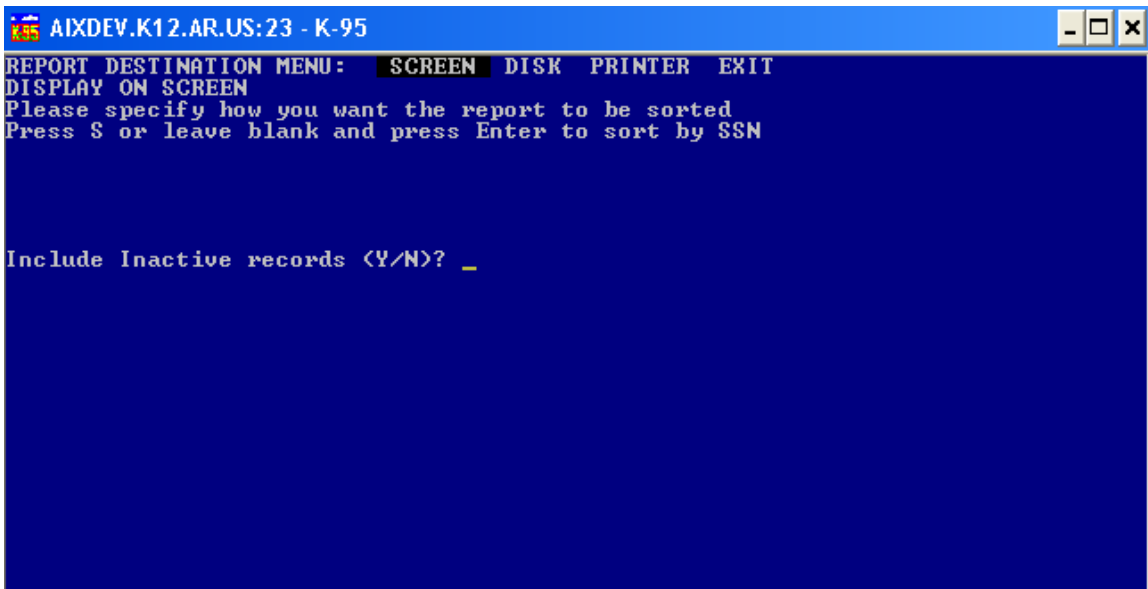 K95 AIXDEV.K12.AR.US:23 - K-95
REPORT DESTINATION MENU: SCREEN DISK PRINTER EXIT
DISPLAY ON SCREEN
Please specify how you want the report to be sorted
Press S or leave blank and press Enter to sort by SSN
Include Inactive records (Y/N)? _